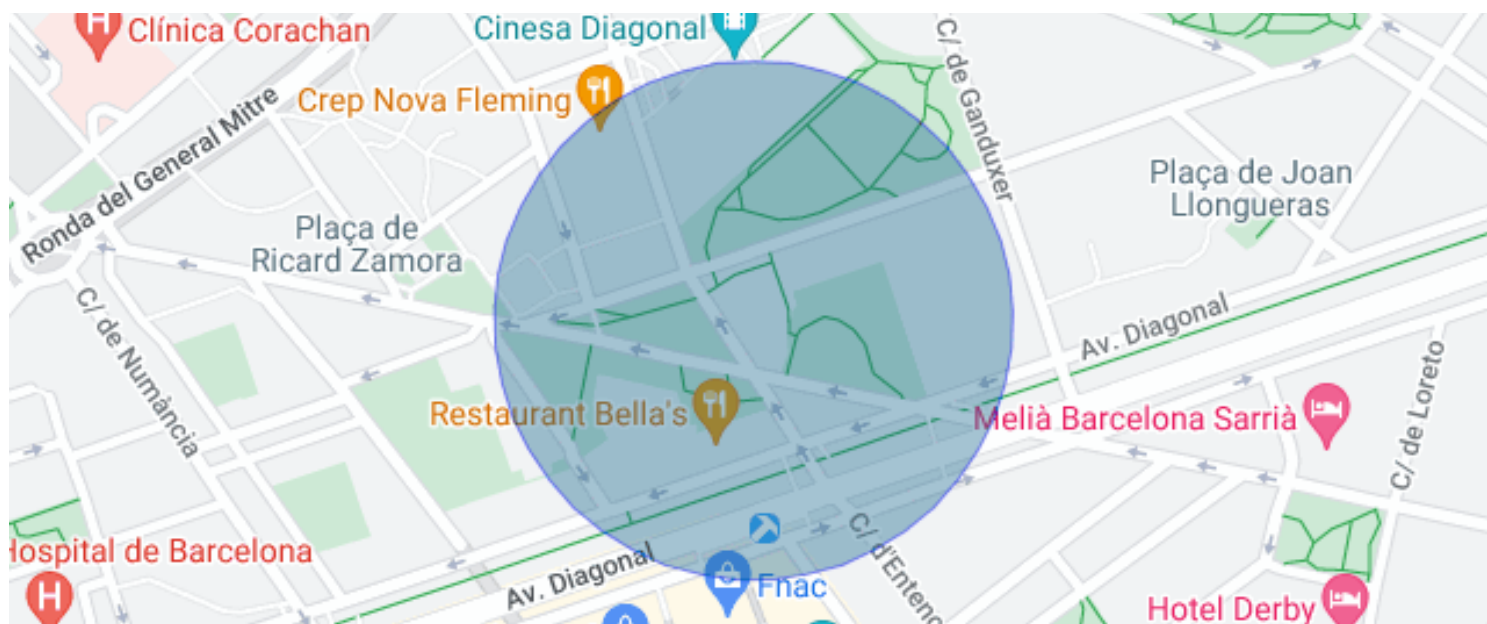 Clínica Corachan
Cinesa Diagonal
C/ de Ganduxer
Crep Nova Fleming
Ronda del General Mitre
Plaça de
Ricard Zamora
Plaça de Joan
Llongueras
C/ de Numància
Av. Diagonal
Restaurant Bella's
Melià Barcelona Sarrià
C/ de Loreto
Hospital de Barcelona
Av. Diagonal
C/ d'Entenç
Fnac
Hotel Derby